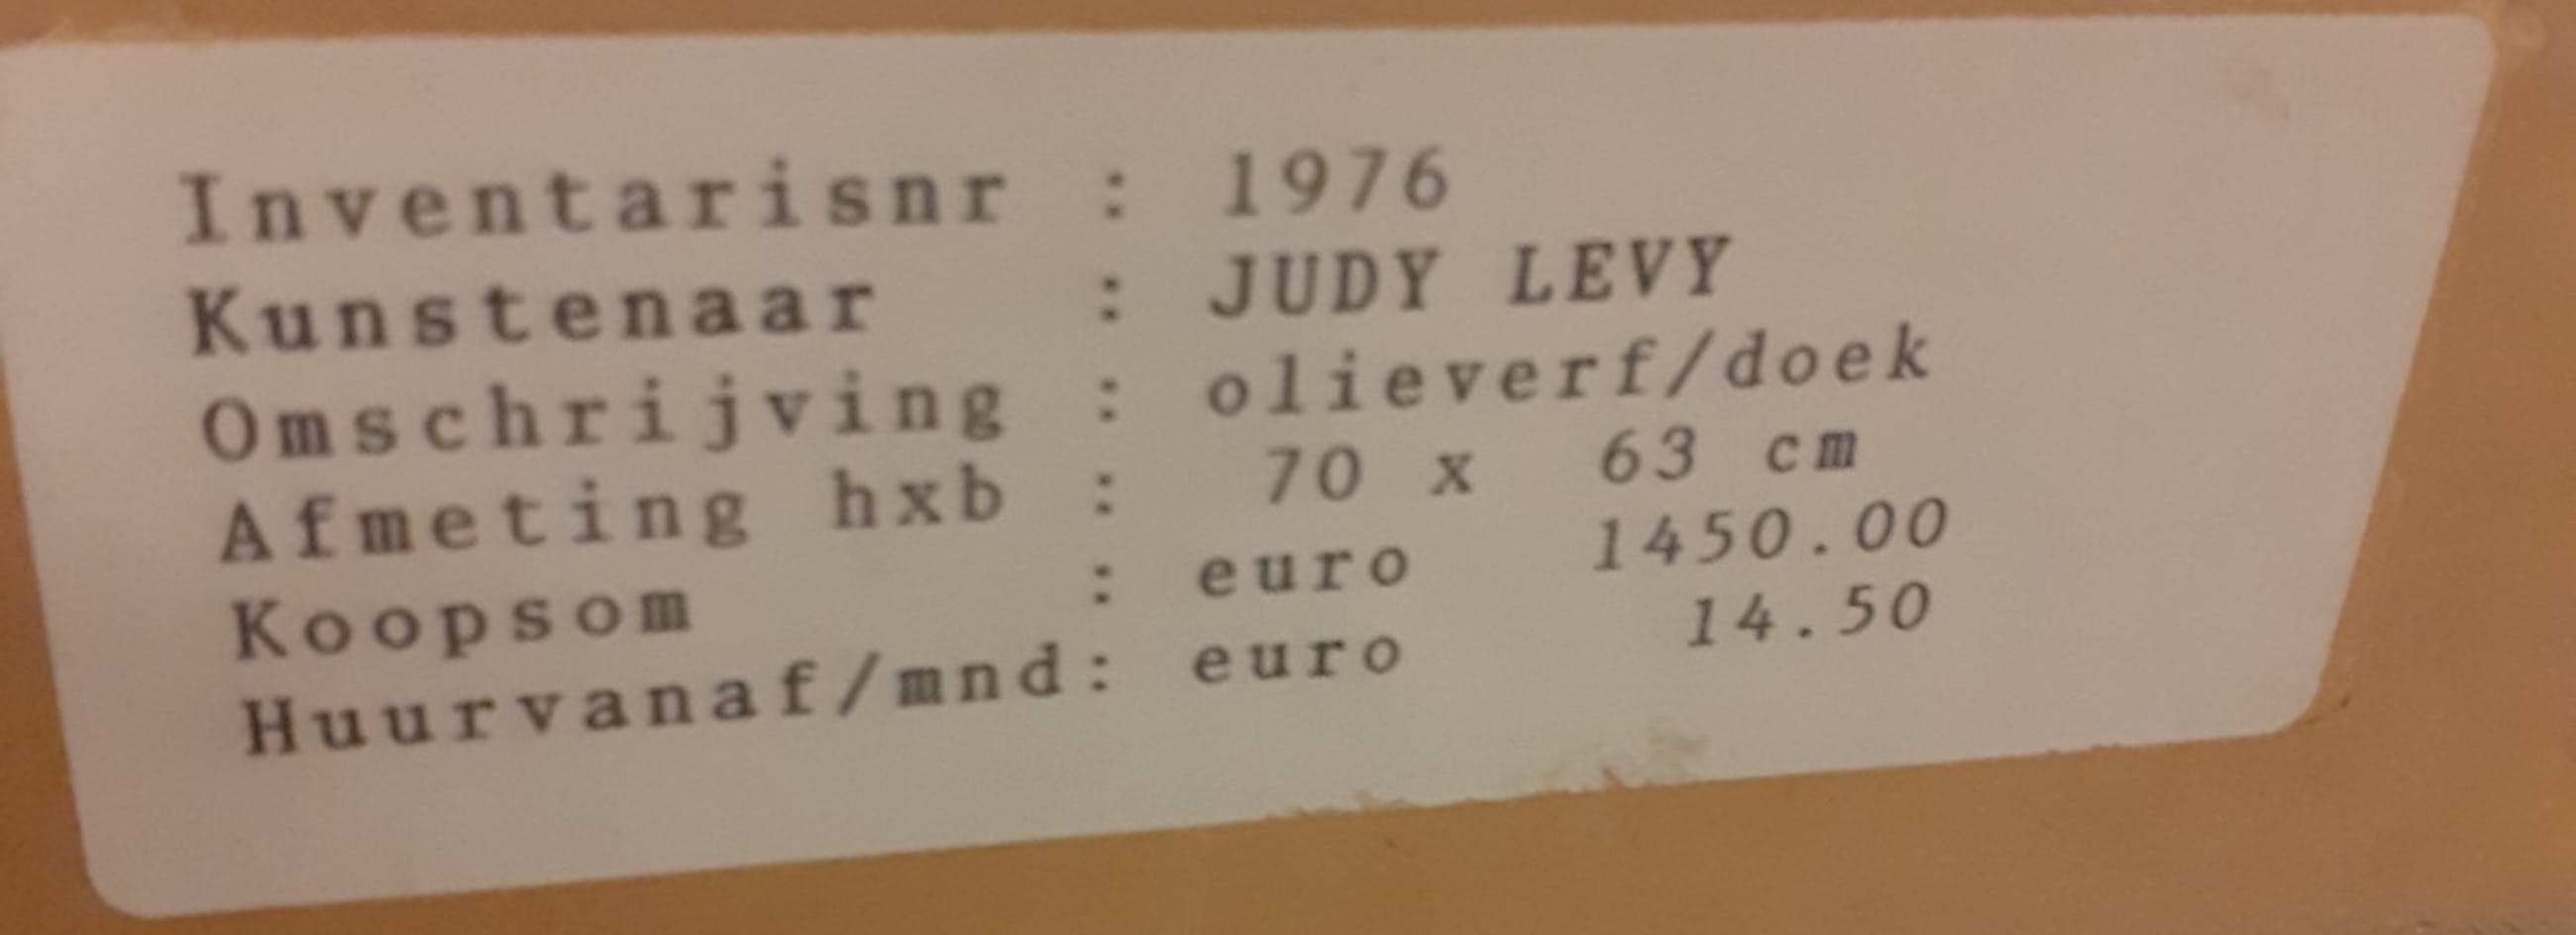 Inventarisnr : 1976
Kunstenaar : JUDY LEVY
Omschrijving : olieverf/doek
Afmeting hxb : 70 x 63 cm
Koopsom : euro 1450.00
Huurvanaf/mnd: euro 14.50